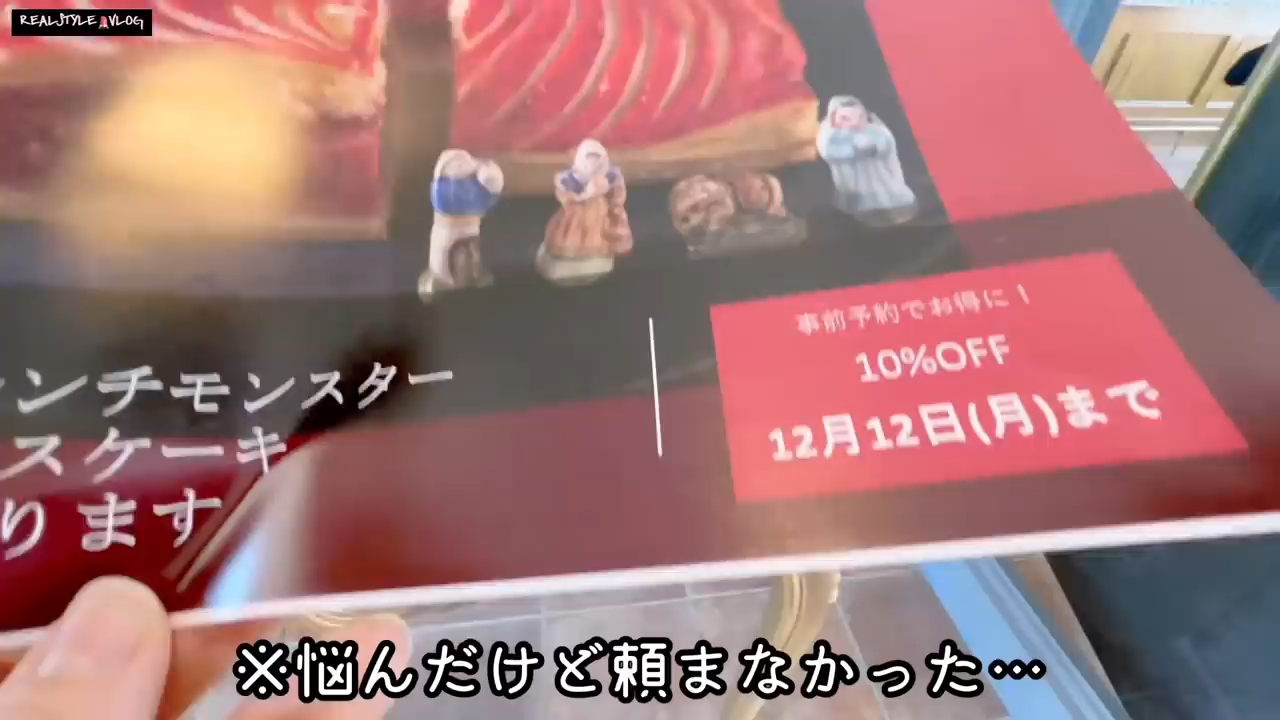 REALSTYLE VLOG
事前予約でお得に！
10%OFF
12月12日(月)まで
ンチモンスター
スケーキ
ります
※悩んだけど頼まなかった…